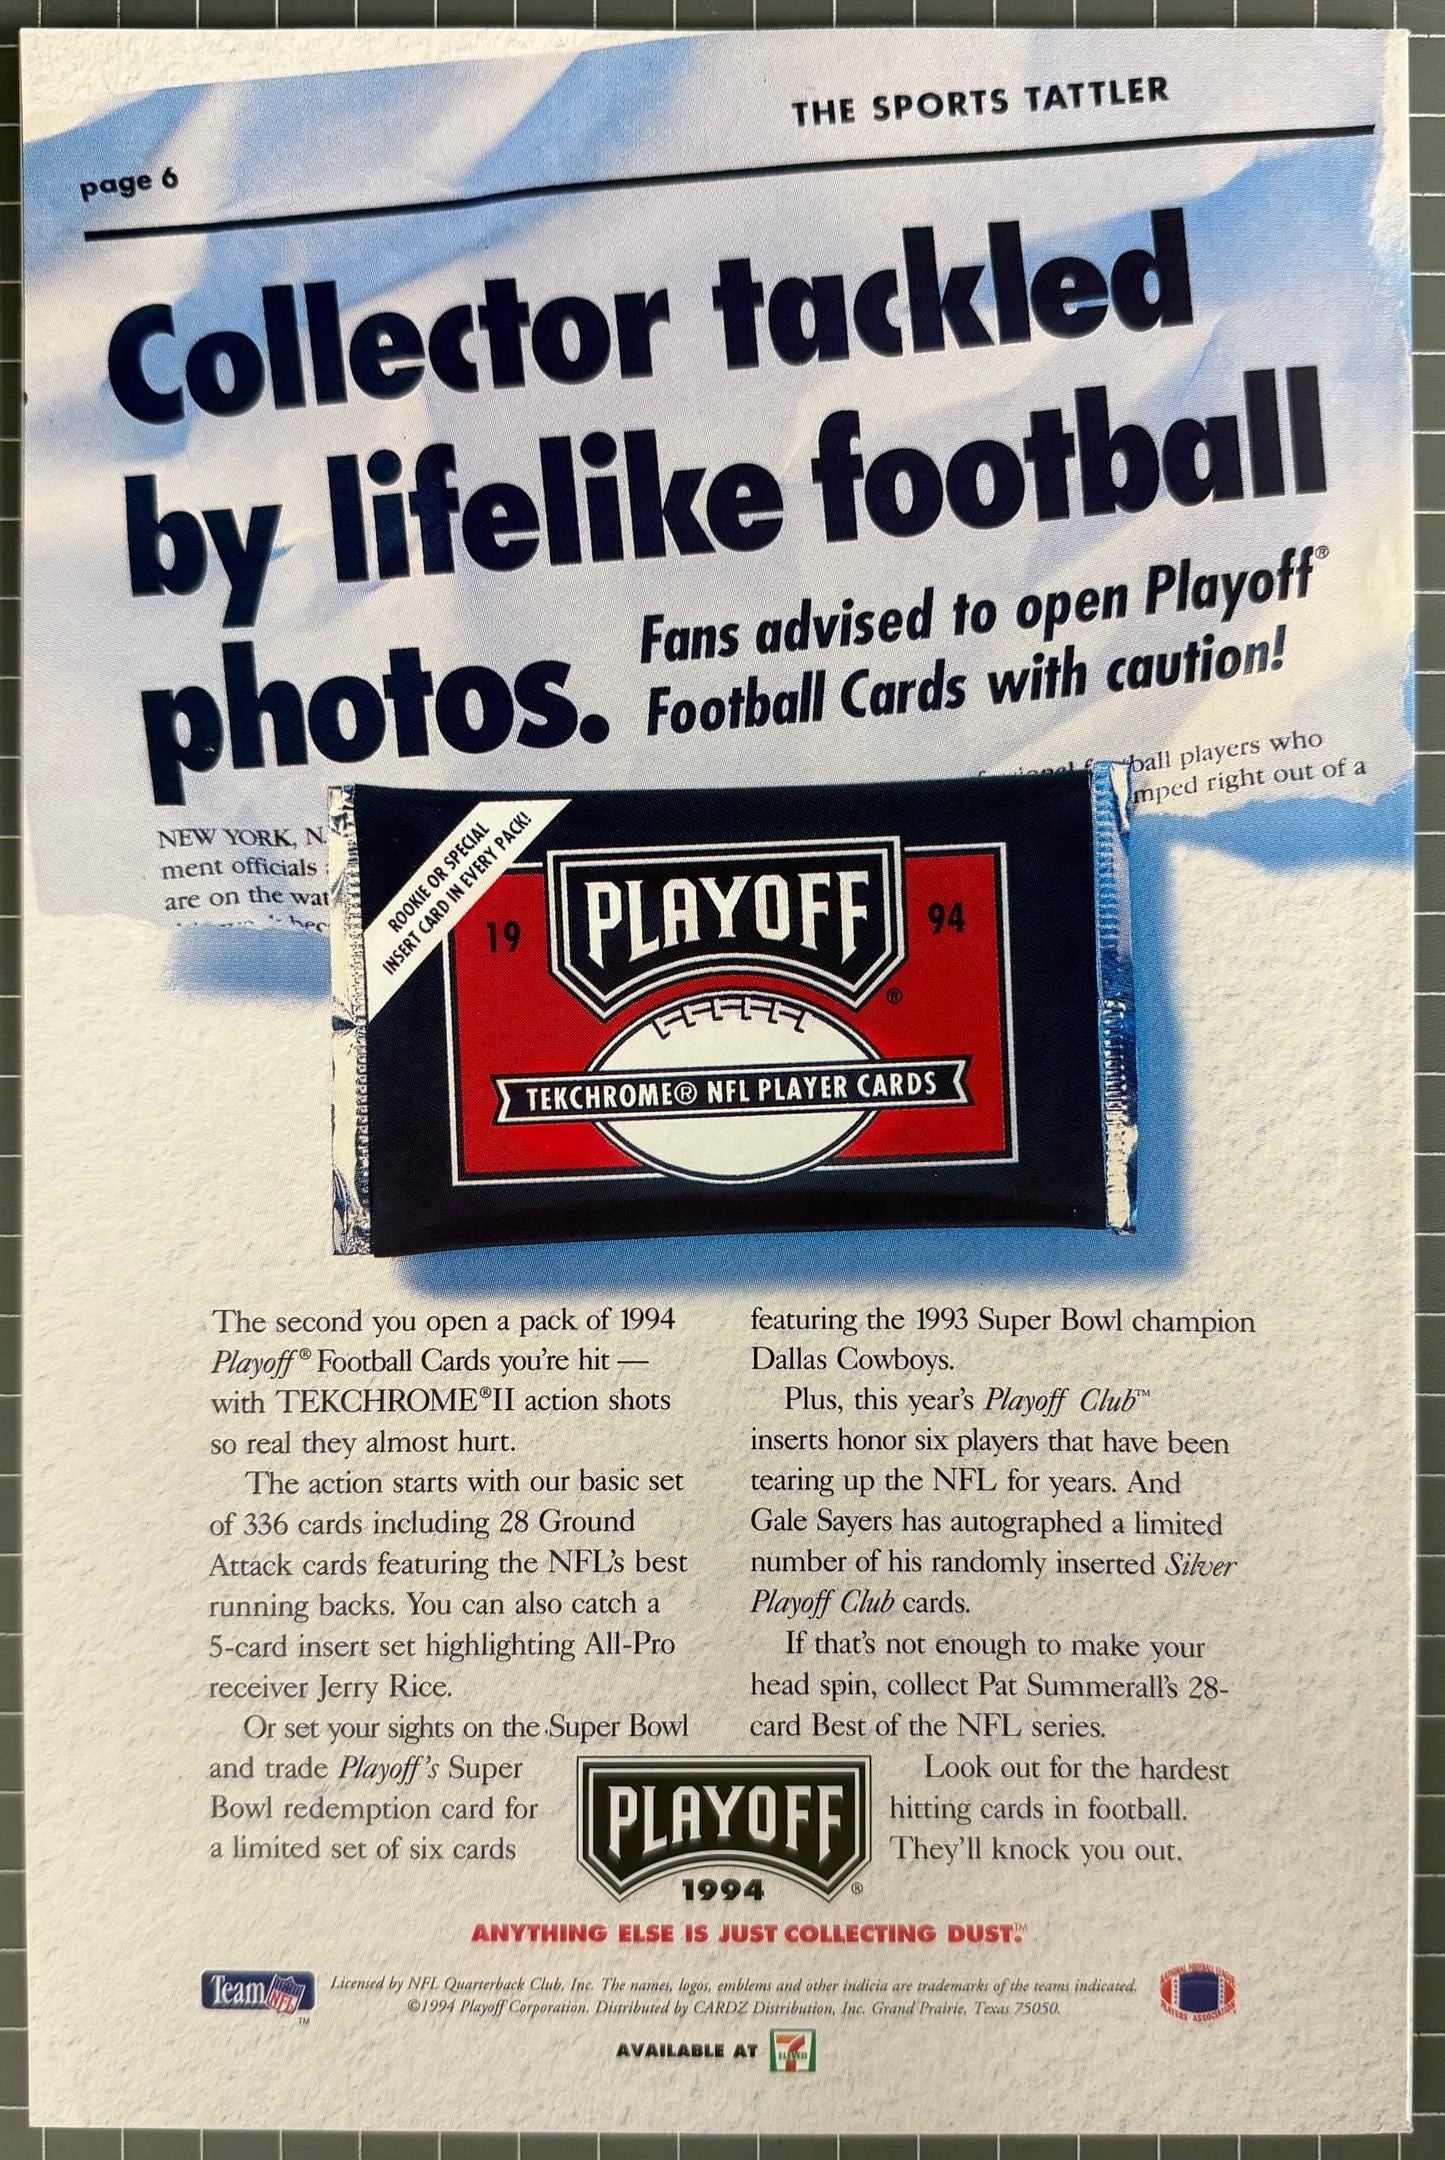 THE SPORTS TATTLER
page 6
Collector tackled
by lifelike football
photos.
Fans advised to open Playoff®
Football Cards with caution!
ball players who
mped right out of a
NEW YORK, N.
ment officials
are on the wat
ROOKIE OR SPECIAL
INSERT CARD IN EVERY PACK!
19 PLAYOFF® 94
TEKCHROME® NFL PLAYER CARDS
The second you open a pack of 1994
Playoff® Football Cards you're hit —
with TEKCHROME®II action shots
so real they almost hurt.
The action starts with our basic set
of 336 cards including 28 Ground
Attack cards featuring the NFL's best
running backs. You can also catch a
5-card insert set highlighting All-Pro
receiver Jerry Rice.
Or set your sights on the Super Bowl
and trade Playoff's Super
Bowl redemption card for
a limited set of six cards
featuring the 1993 Super Bowl champion
Dallas Cowboys.
Plus, this year's Playoff Club™
inserts honor six players that have been
tearing up the NFL for years. And
Gale Sayers has autographed a limited
number of his randomly inserted Silver
Playoff Club cards.
If that's not enough to make your
head spin, collect Pat Summerall's 28-
card Best of the NFL series.
Look out for the hardest
hitting cards in football.
They'll knock you out.
PLAYOFF
1994 ®
ANYTHING ELSE IS JUST COLLECTING DUST.™
Team NFL ™
Licensed by NFL Quarterback Club, Inc. The names, logos, emblems and other indicia are trademarks of the teams indicated.
©1994 Playoff Corporation. Distributed by CARDZ Distribution, Inc. Grand Prairie, Texas 75050.
NATIONAL FOOTBALL LEAGUE
PLAYERS ASSOCIATION
AVAILABLE AT 7 ELEVEN